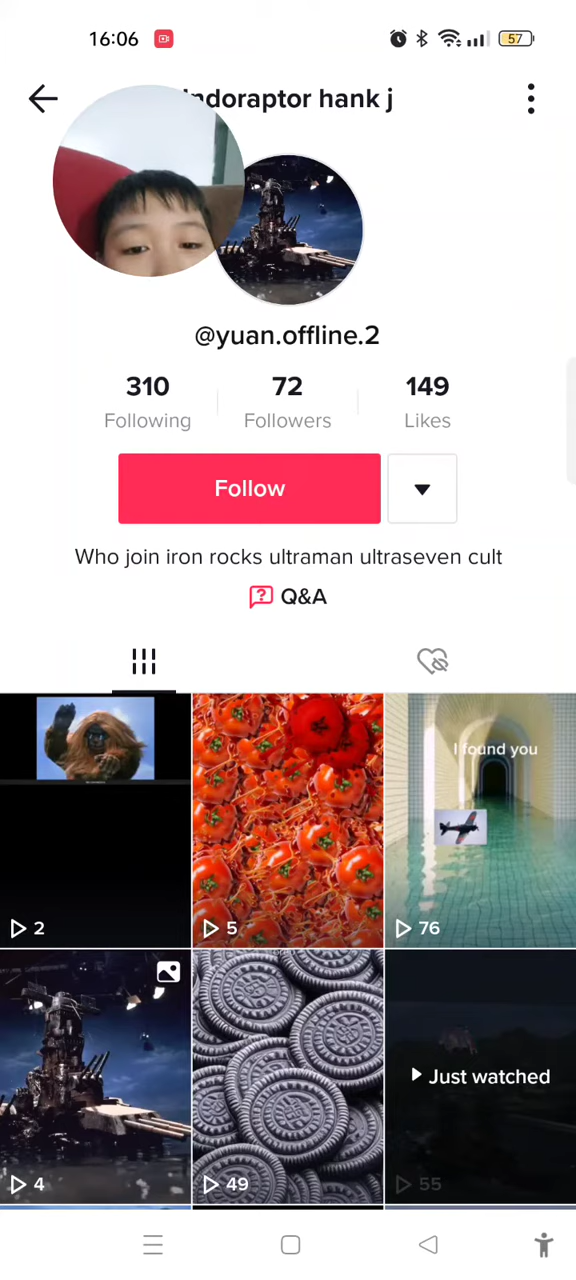 16:06
57
Indoraptor hank j
@yuan.offline.2
310 72 149
Following Followers Likes
Follow
Who join iron rocks ultraman ultraseven cult
Q&A
I found you
2 5 76
Just watched
4 49 55